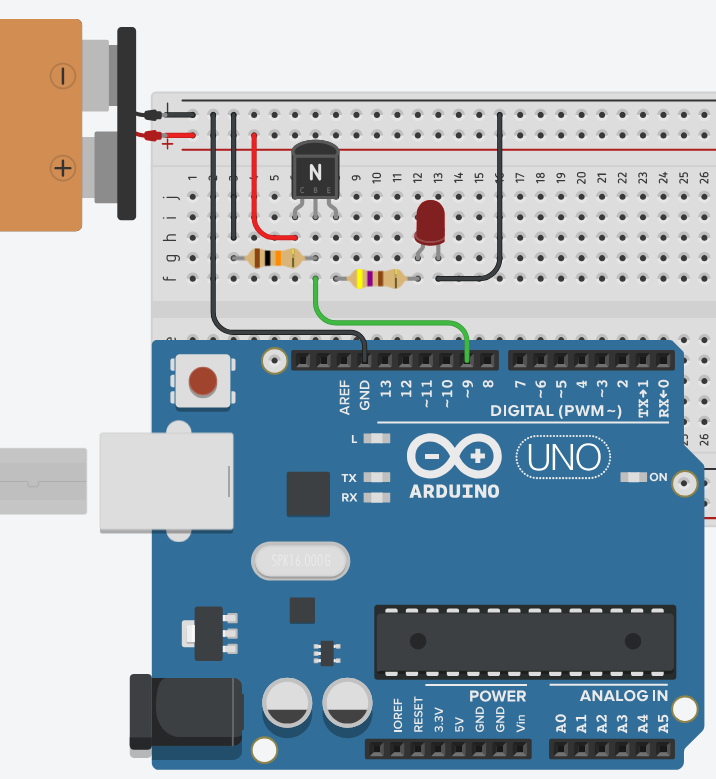 −
+
− −
+ +
1 2 3 4 5 6 7 8 9 10 11 12 13 14 15 16 17 18 19 20 21 22 23 24 25 26
N
C B E
j
i
h
g
f
e
AREF GND 13 12 ~11 ~10 ~9 8 7 ~6 ~5 4 ~3 2 TX→1 RX←0
DIGITAL (PWM~)
L
TX
RX
ARDUINO
UNO
ON
26
SPK16.000G
POWER
ANALOG IN
IOREF RESET 3.3V 5V GND GND Vin A0 A1 A2 A3 A4 A5